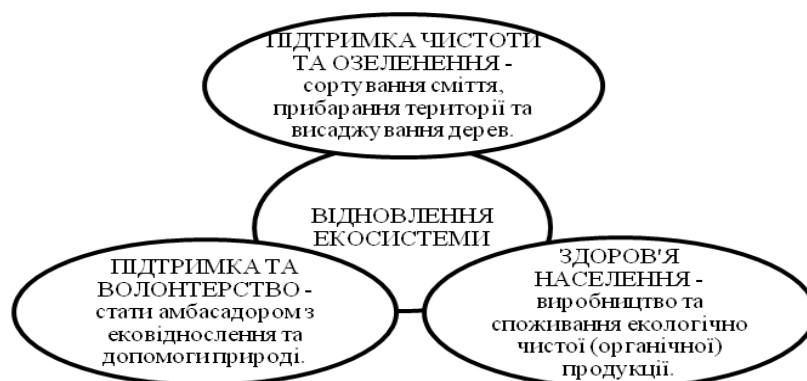 ПІДТРИМКА ЧИСТОТИ
ТА ОЗЕЛЕНЕННЯ -
сортування сміття,
прибарання території та
висаджування дерев.
ВІДНОВЛЕННЯ
ЕКОСИСТЕМИ
ПІДТРИМКА ТА
ВОЛОНТЕРСТВО -
стати амбасадором з
ековіднослення та
допомоги природі.
ЗДОРОВ'Я
НАСЕЛЕННЯ -
виробництво та
споживання екологічно
чистої (органічної)
продукції.